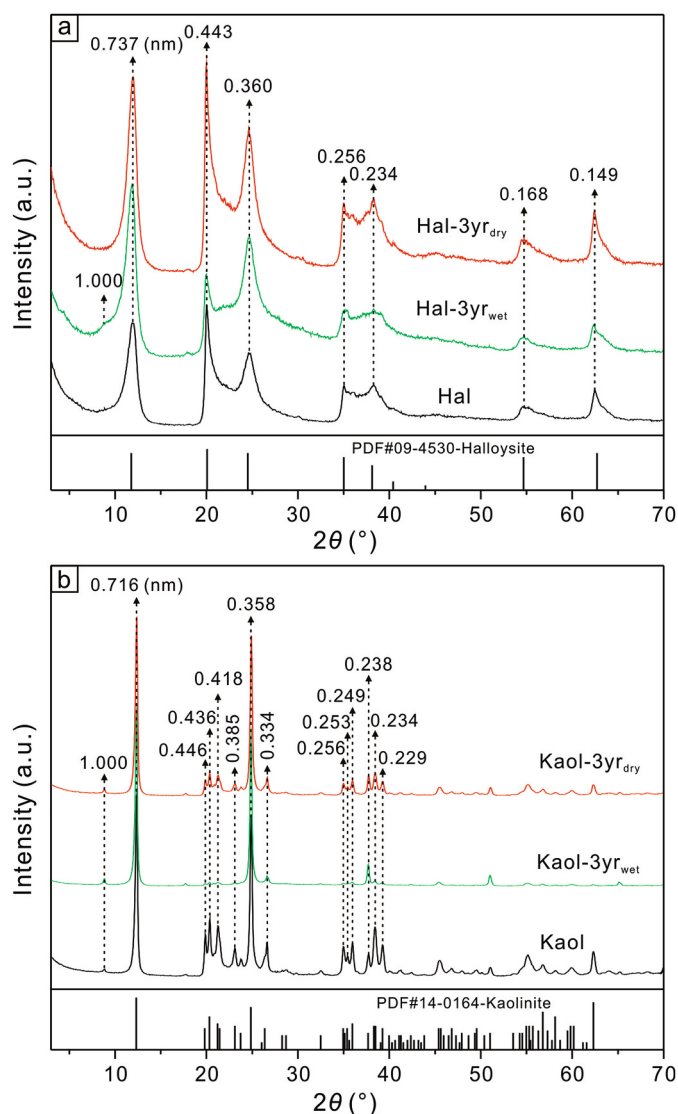 a
0.737 (nm)
0.443
0.360
0.256
0.234
0.168
0.149
1.000
Hal-3yrdry
Hal-3yrwet
Hal
Intensity (a.u.)
PDF#09-4530-Halloysite
10 20 30 40 50 60 70
2θ (°)
b
0.716 (nm)
0.358
0.418
0.436
0.446
0.385
0.334
1.000
0.238
0.249
0.234
0.253
0.256
0.229
Kaol-3yrdry
Kaol-3yrwet
Kaol
Intensity (a.u.)
PDF#14-0164-Kaolinite
10 20 30 40 50 60 70
2θ (°)